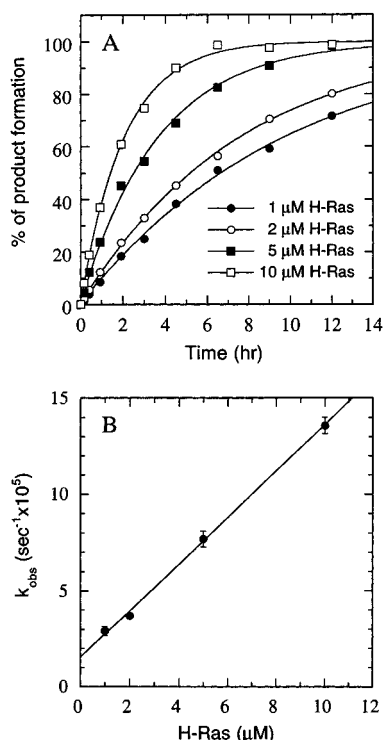 A
100
80
60
40
20
0
% of product formation
1 µM H-Ras
2 µM H-Ras
5 µM H-Ras
10 µM H-Ras
0 2 4 6 8 10 12 14
Time (hr)
B
15
10
5
0
k_obs (sec⁻¹x10⁵)
0 2 4 6 8 10 12
H-Ras (µM)